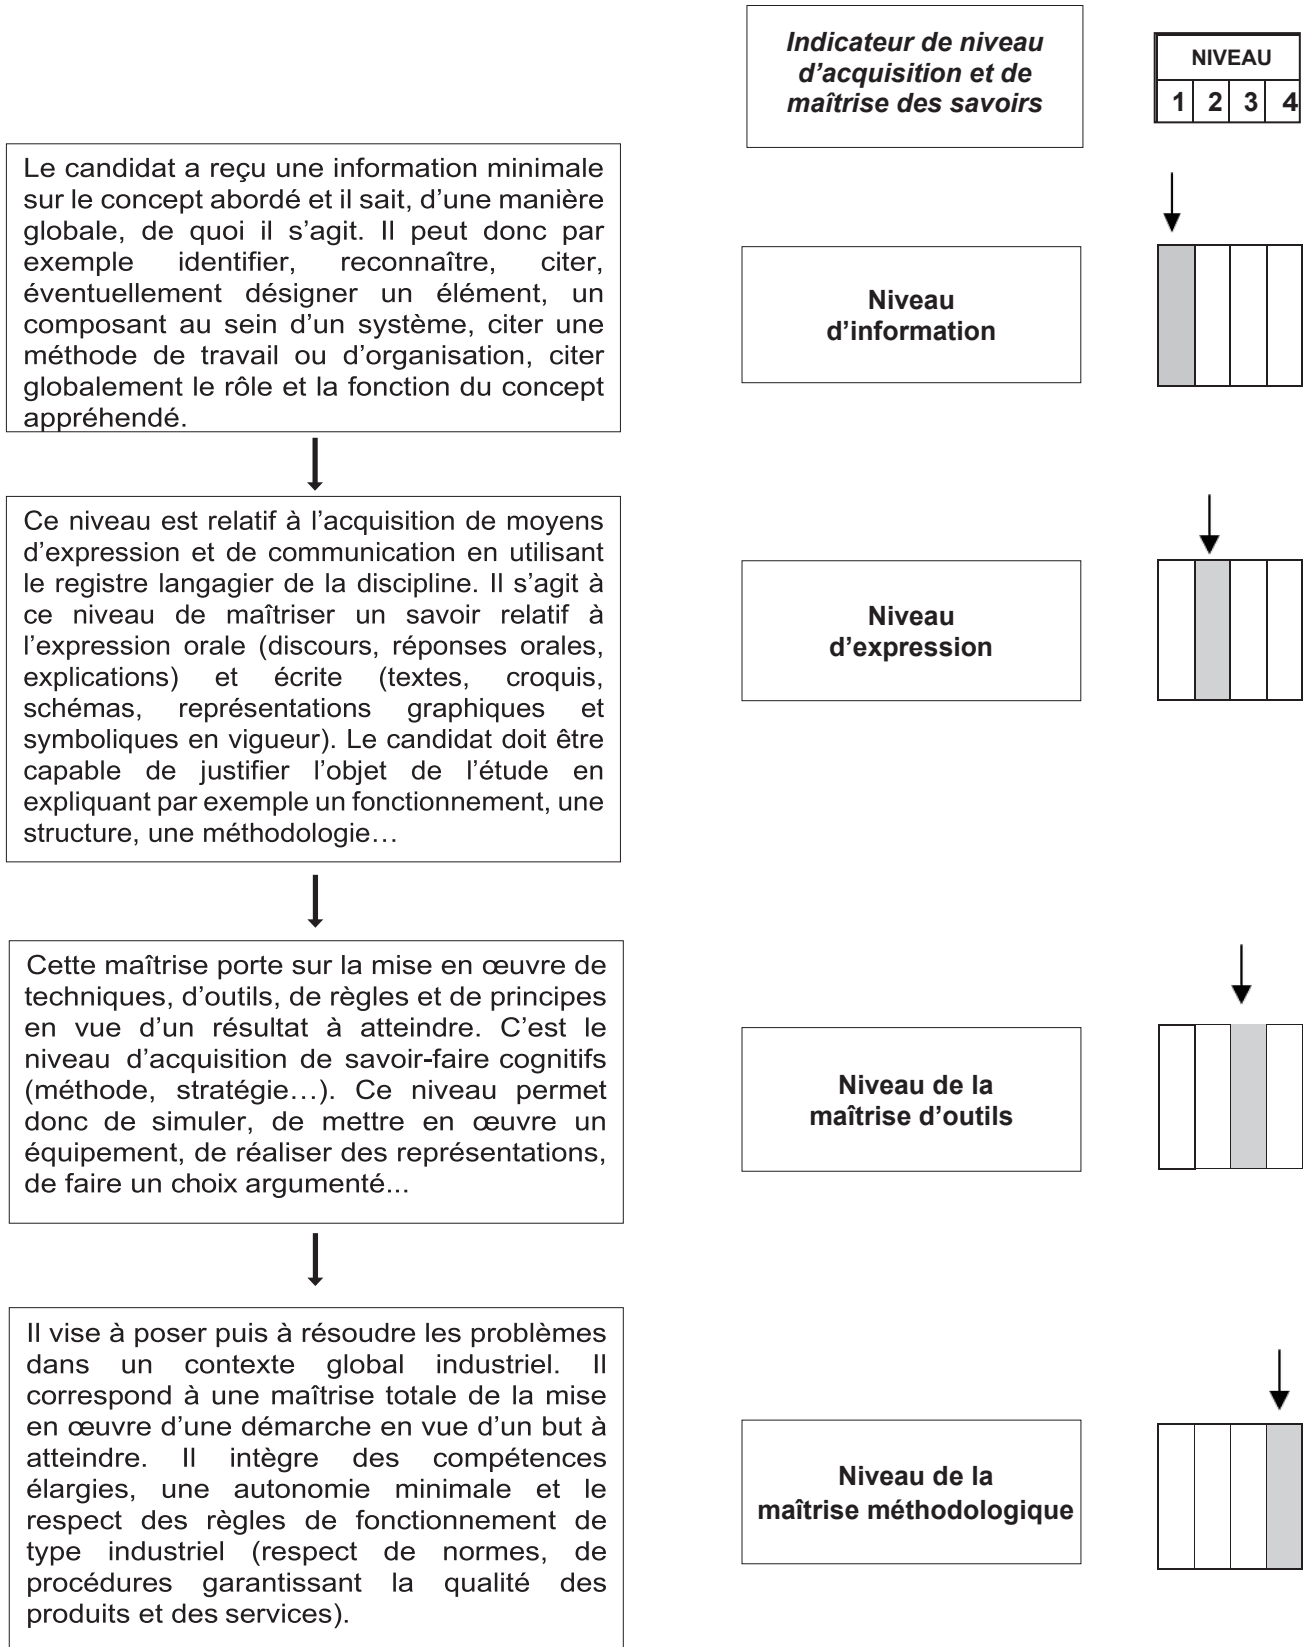 Indicateur de niveau
d’acquisition et de
maîtrise des savoirs
NIVEAU
1 2 3 4
Le candidat a reçu une information minimale
sur le concept abordé et il sait, d’une manière
globale, de quoi il s’agit. Il peut donc par
exemple identifier, reconnaître, citer,
éventuellement désigner un élément, un
composant au sein d’un système, citer une
méthode de travail ou d’organisation, citer
globalement le rôle et la fonction du concept
appréhendé.
Niveau
d’information
Ce niveau est relatif à l’acquisition de moyens
d’expression et de communication en utilisant
le registre langagier de la discipline. Il s’agit à
ce niveau de maîtriser un savoir relatif à
l’expression orale (discours, réponses orales,
explications) et écrite (textes, croquis,
schémas, représentations graphiques et
symboliques en vigueur). Le candidat doit être
capable de justifier l’objet de l’étude en
expliquant par exemple un fonctionnement, une
structure, une méthodologie…
Niveau
d’expression
Cette maîtrise porte sur la mise en œuvre de
techniques, d’outils, de règles et de principes
en vue d’un résultat à atteindre. C’est le
niveau d’acquisition de savoir-faire cognitifs
(méthode, stratégie…). Ce niveau permet
donc de simuler, de mettre en œuvre un
équipement, de réaliser des représentations,
de faire un choix argumenté...
Niveau de la
maîtrise d’outils
Il vise à poser puis à résoudre les problèmes
dans un contexte global industriel. Il
correspond à une maîtrise totale de la mise
en œuvre d’une démarche en vue d’un but à
atteindre. Il intègre des compétences
élargies, une autonomie minimale et le
respect des règles de fonctionnement de
type industriel (respect de normes, de
procédures garantissant la qualité des
produits et des services).
Niveau de la
maîtrise méthodologique